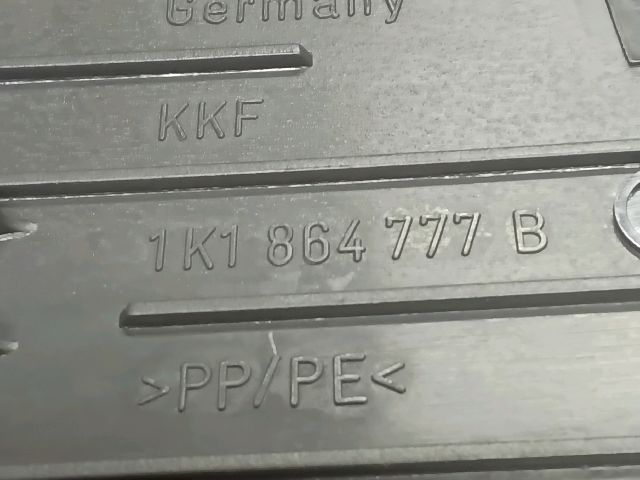 Germany
KKF
1K1 864 777 B
>PP/PE<